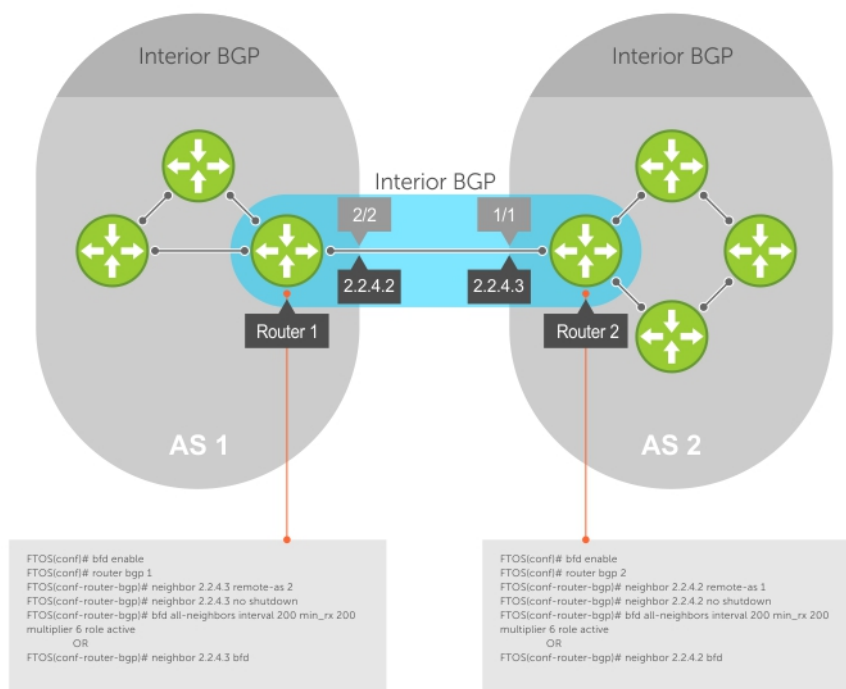 Interior BGP
Interior BGP
Interior BGP
2/2
1/1
2.2.4.2
2.2.4.3
Router 1
Router 2
AS 1
AS 2
FTOS(conf)# bfd enable
FTOS(conf)# router bgp 1
FTOS(conf-router-bgp)# neighbor 2.2.4.3 remote-as 2
FTOS(conf-router-bgp)# neighbor 2.2.4.3 no shutdown
FTOS(conf-router-bgp)# bfd all-neighbors interval 200 min_rx 200
multiplier 6 role active
OR
FTOS(conf-router-bgp)# neighbor 2.2.4.3 bfd
FTOS(conf)# bfd enable
FTOS(conf)# router bgp 2
FTOS(conf-router-bgp)# neighbor 2.2.4.2 remote-as 1
FTOS(conf-router-bgp)# neighbor 2.2.4.2 no shutdown
FTOS(conf-router-bgp)# bfd all-neighbors interval 200 min_rx 200
multiplier 6 role active
OR
FTOS(conf-router-bgp)# neighbor 2.2.4.2 bfd